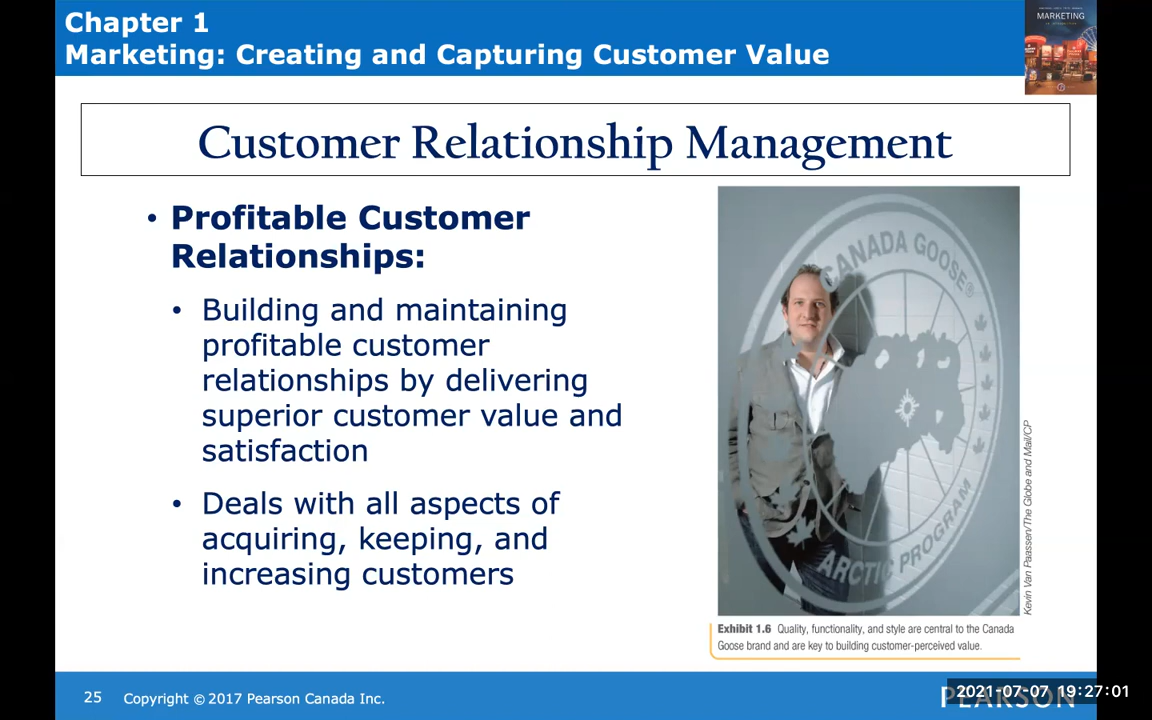 Chapter 1
Marketing: Creating and Capturing Customer Value
MARKETING
Customer Relationship Management
• Profitable Customer
Relationships:
• Building and maintaining
profitable customer
relationships by delivering
superior customer value and
satisfaction
• Deals with all aspects of
acquiring, keeping, and
increasing customers
CANADA GOOSE®
ARCTIC PROGRAM
Kevin Van Paassen/The Globe and Mail/CP
Exhibit 1.6 Quality, functionality, and style are central to the Canada
Goose brand and are key to building customer-perceived value.
25 Copyright © 2017 Pearson Canada Inc.
PEARSON
2021-07-07 19:27:01